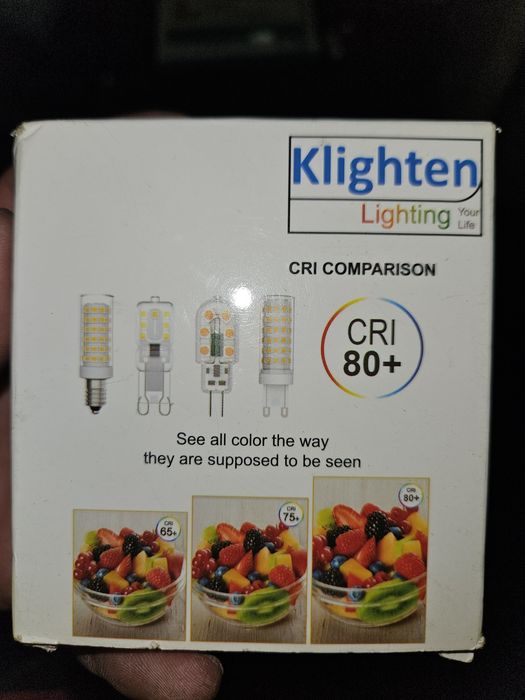 Klighten
Lighting Your Life
CRI COMPARISON
CRI
80+
See all color the way
they are supposed to be seen
CRI
65+
CRI
75+
CRI
80+